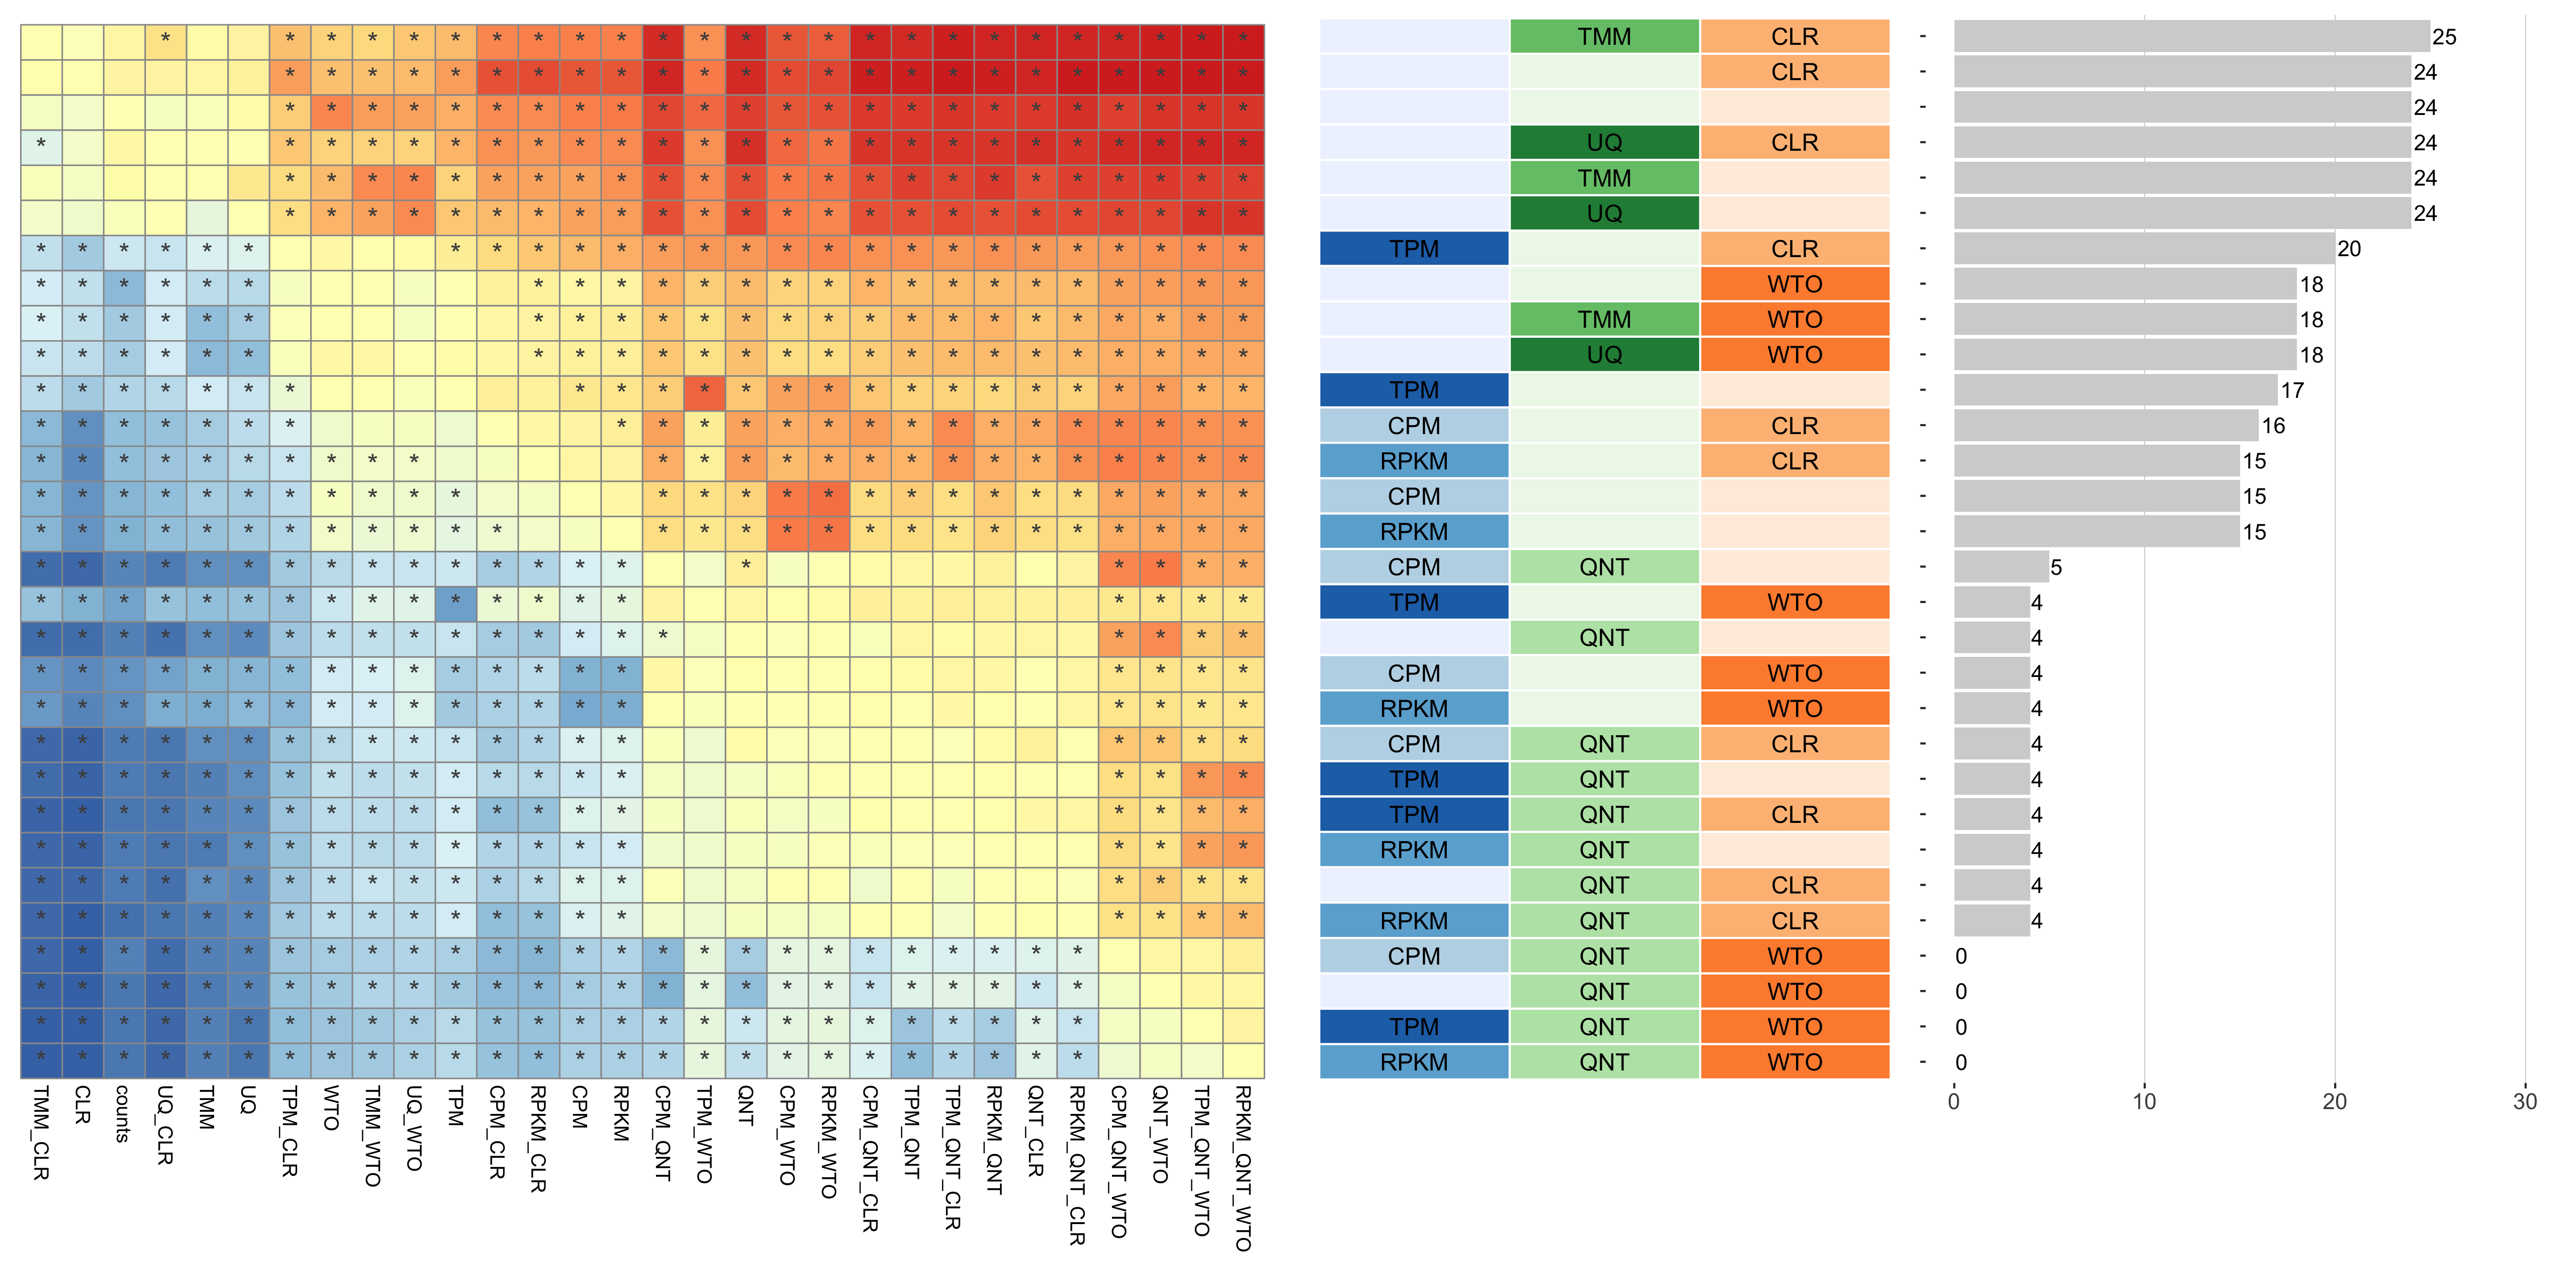 * * * * * * * * * * * * * * * * * * * * * * * * * TMM CLR - 25
* * * * * * * * * * * * * * * * * * * * * * * * CLR - 24
* * * * * * * * * * * * * * * * * * * * * * * * - 24
* * * * * * * * * * * * * * * * * * * * * * * * * UQ CLR - 24
* * * * * * * * * * * * * * * * * * * * * * * * TMM - 24
* * * * * * * * * * * * * * * * * * * * * * * * UQ - 24
* * * * * * * * * * * * * * * * * * * * * * * * * * TPM CLR - 20
* * * * * * * * * * * * * * * * * * * * * * * * WTO - 18
* * * * * * * * * * * * * * * * * * * * * * * * TMM WTO - 18
* * * * * * * * * * * * * * * * * * * * * * * * UQ WTO - 18
* * * * * * * * * * * * * * * * * * * * * * * * TPM - 17
* * * * * * * * * * * * * * * * * * * * * * * CPM CLR - 16
* * * * * * * * * * * * * * * * * * * * * * * * * RPKM CLR - 15
* * * * * * * * * * * * * * * * * * * * * * * * * * CPM - 15
* * * * * * * * * * * * * * * * * * * * * * * * * * * RPKM - 15
* * * * * * * * * * * * * * * * * * * * CPM QNT - 5
* * * * * * * * * * * * * * * * * * * TPM WTO - 4
* * * * * * * * * * * * * * * * * * * * QNT - 4
* * * * * * * * * * * * * * * * * * * CPM WTO - 4
* * * * * * * * * * * * * * * * * * * RPKM WTO - 4
* * * * * * * * * * * * * * * * * * * CPM QNT CLR - 4
* * * * * * * * * * * * * * * * * * * TPM QNT - 4
* * * * * * * * * * * * * * * * * * * TPM QNT CLR - 4
* * * * * * * * * * * * * * * * * * * RPKM QNT - 4
* * * * * * * * * * * * * * * * * * * QNT CLR - 4
* * * * * * * * * * * * * * * * * * * RPKM QNT CLR - 4
* * * * * * * * * * * * * * * * * * * * * * * * * * CPM QNT WTO - 0
* * * * * * * * * * * * * * * * * * * * * * * * * * QNT WTO - 0
* * * * * * * * * * * * * * * * * * * * * * * * * * TPM QNT WTO - 0
* * * * * * * * * * * * * * * * * * * * * * * * * * RPKM QNT WTO - 0
TMM_CLR
CLR
counts
UQ_CLR
TMM
UQ
TPM_CLR
WTO
TMM_WTO
UQ_WTO
TPM
CPM_CLR
RPKM_CLR
CPM
RPKM
CPM_QNT
TPM_WTO
QNT
CPM_WTO
RPKM_WTO
CPM_QNT_CLR
TPM_QNT
TPM_QNT_CLR
RPKM_QNT
QNT_CLR
RPKM_QNT_CLR
CPM_QNT_WTO
QNT_WTO
TPM_QNT_WTO
RPKM_QNT_WTO
0 10 20 30